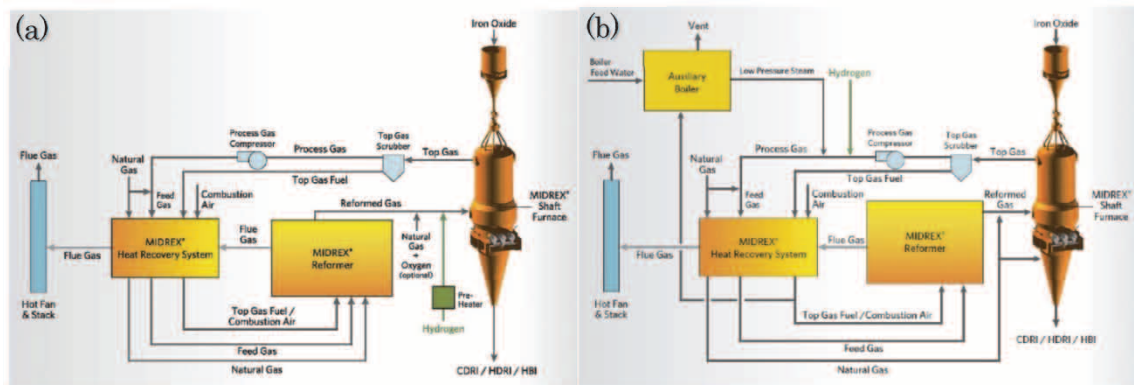 (a)
Iron Oxide
Process Gas
Compressor
Top Gas
Scrubber
Flue Gas
Natural
Gas
Process Gas
Top Gas
Top Gas Fuel
Feed
Gas
Combustion
Air
Reformed Gas
MIDREX®
Shaft
Furnace
MIDREX®
Heat Recovery System
Flue
Gas
MIDREX®
Reformer
Natural
Gas
+
Oxygen
(optional)
Flue Gas
Pre-
Heater
Hot Fan
& Stack
Hydrogen
Top Gas Fuel /
Combustion Air
Feed Gas
Natural Gas
CDRI / HDRI / HBI
(b)
Vent
Iron Oxide
Boiler
Feed Water
Auxiliary
Boiler
Low Pressure Steam
Hydrogen
Process Gas
Compressor
Top Gas
Scrubber
Flue Gas
Natural
Gas
Process Gas
Top Gas
Top Gas Fuel
Feed
Gas
Combustion
Air
Reformed
Gas
MIDREX®
Shaft
Furnace
MIDREX®
Heat Recovery System
Flue Gas
MIDREX®
Reformer
Flue Gas
Hot Fan
& Stack
Top Gas Fuel/Combustion Air
Feed Gas
Natural Gas
CDRI / HDRI / HBI